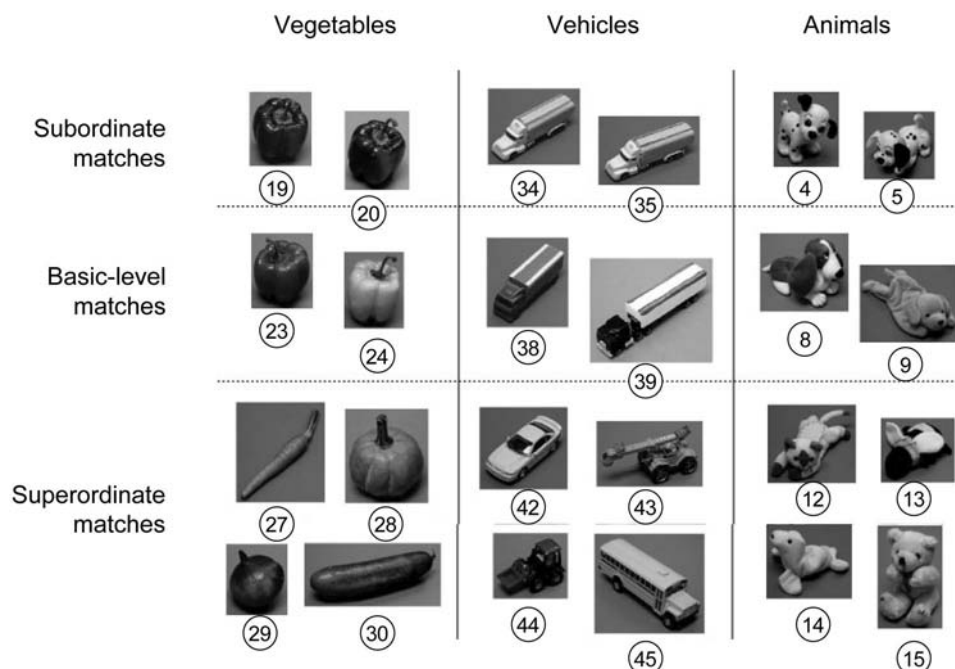 Vegetables Vehicles Animals
Subordinate
matches
19 20 34 35 4 5
Basic-level
matches
23 24 38 39 8 9
Superordinate
matches
27 28 42 43 12 13
29 30 44 45 14 15